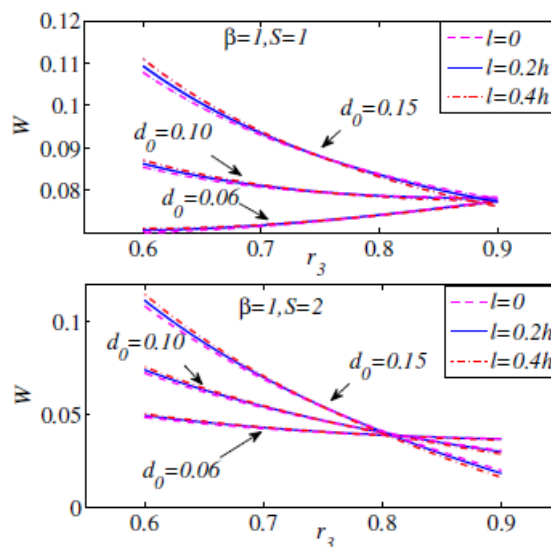 β=1,S=1
l=0
l=0.2h
l=0.4h
d0=0.15
d0=0.10
d0=0.06
W
0.12
0.11
0.1
0.09
0.08
0.6 0.7 0.8 0.9
r3
β=1,S=2
l=0
l=0.2h
l=0.4h
d0=0.10
d0=0.15
d0=0.06
W
0.1
0.05
0
0.6 0.7 0.8 0.9
r3